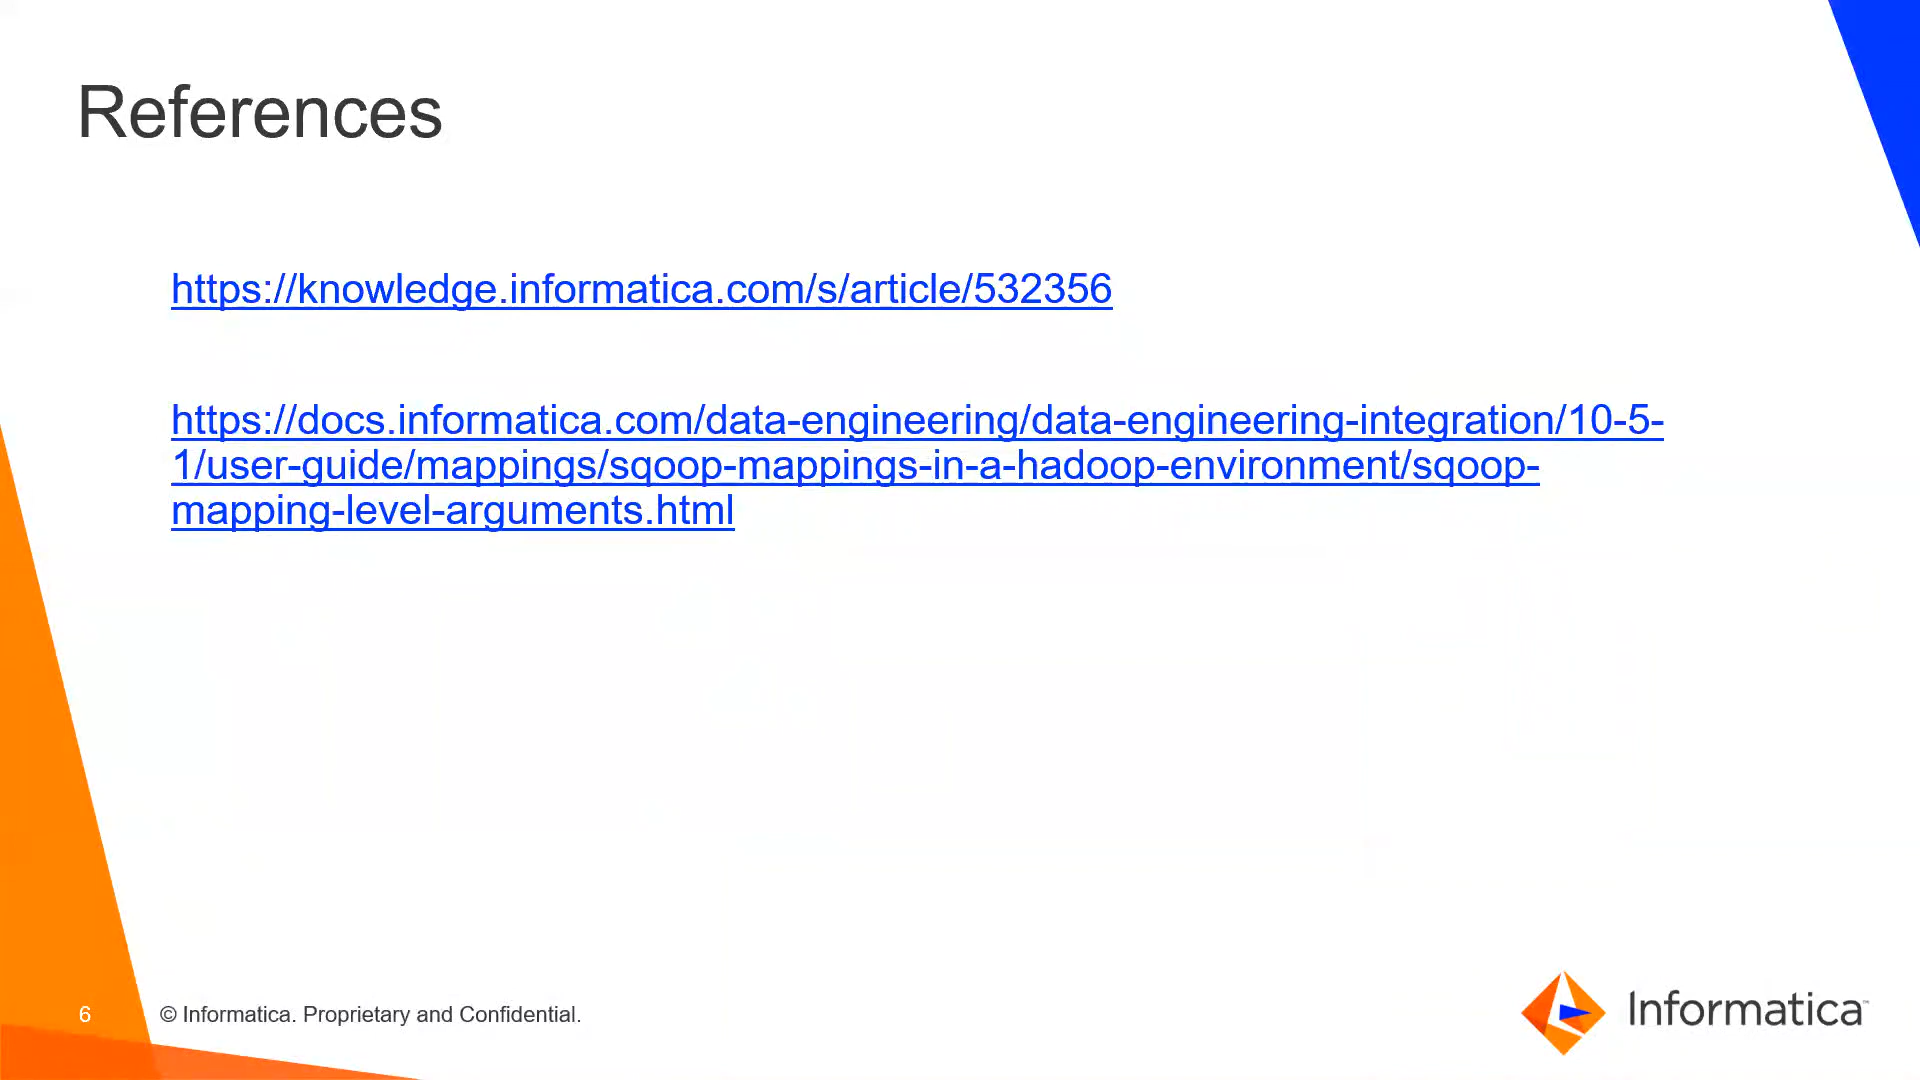 References
https://knowledge.informatica.com/s/article/532356
https://docs.informatica.com/data-engineering/data-engineering-integration/10-5-
1/user-guide/mappings/sqoop-mappings-in-a-hadoop-environment/sqoop-
mapping-level-arguments.html
6
© Informatica. Proprietary and Confidential.
Informatica™